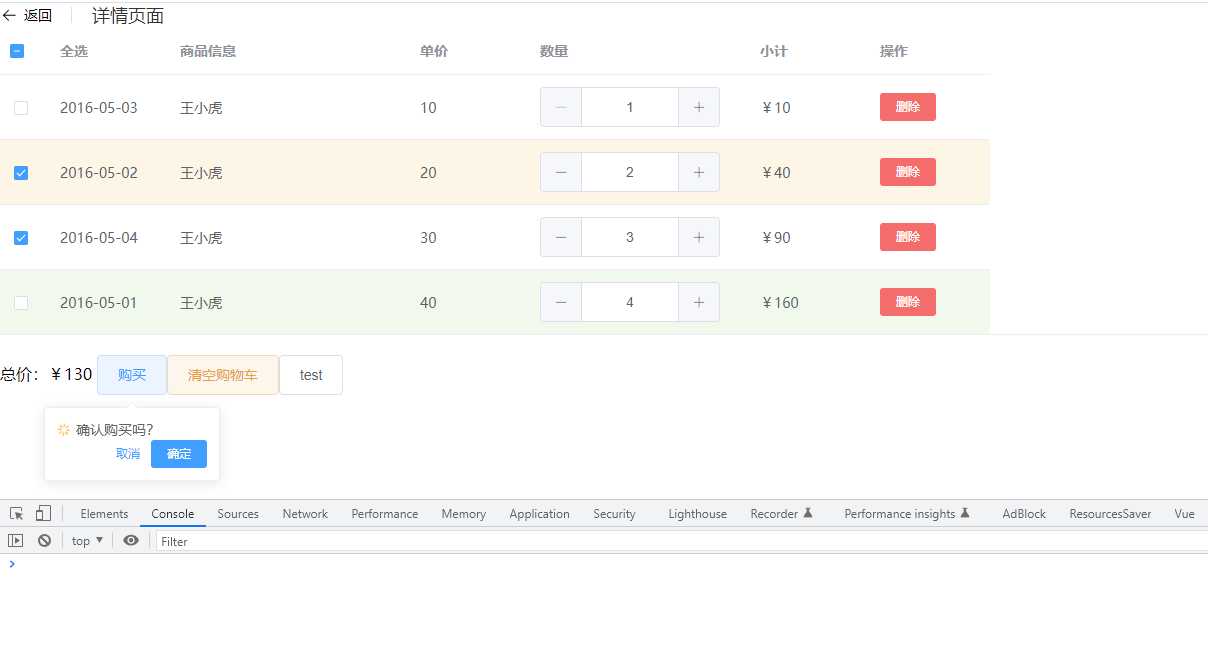 返回 详情页面
全选 商品信息 单价 数量 小计 操作
2016-05-03 王小虎 10 1 ￥10 删除
2016-05-02 王小虎 20 2 ￥40 删除
2016-05-04 王小虎 30 3 ￥90 删除
2016-05-01 王小虎 40 4 ￥160 删除
总价：￥130 购买 清空购物车 test
确认购买吗？
取消 确定
Elements Console Sources Network Performance Memory Application Security Lighthouse Recorder Performance insights AdBlock ResourcesSaver Vue
top Filter